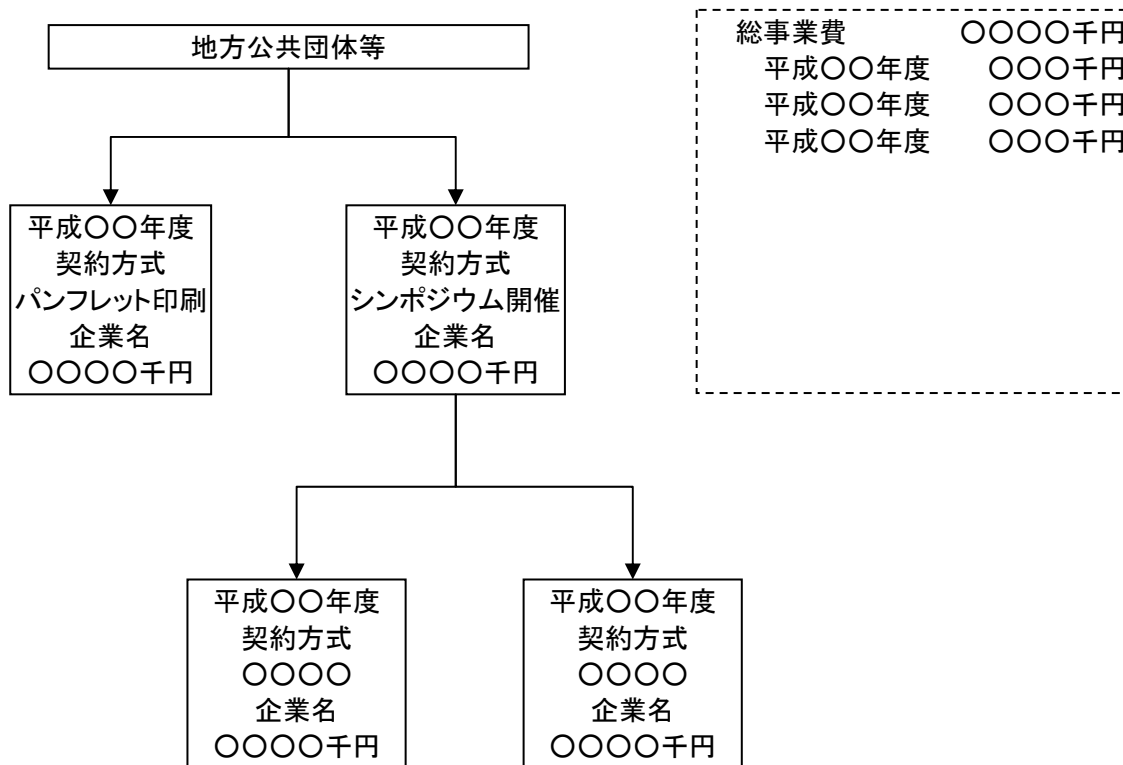 地方公共団体等
総事業費 〇〇〇〇千円
平成〇〇年度 〇〇〇千円
平成〇〇年度 〇〇〇千円
平成〇〇年度 〇〇〇千円
平成〇〇年度
契約方式
パンフレット印刷
企業名
〇〇〇〇千円
平成〇〇年度
契約方式
シンポジウム開催
企業名
〇〇〇〇千円
平成〇〇年度
契約方式
〇〇〇〇
企業名
〇〇〇〇千円
平成〇〇年度
契約方式
〇〇〇〇
企業名
〇〇〇〇千円